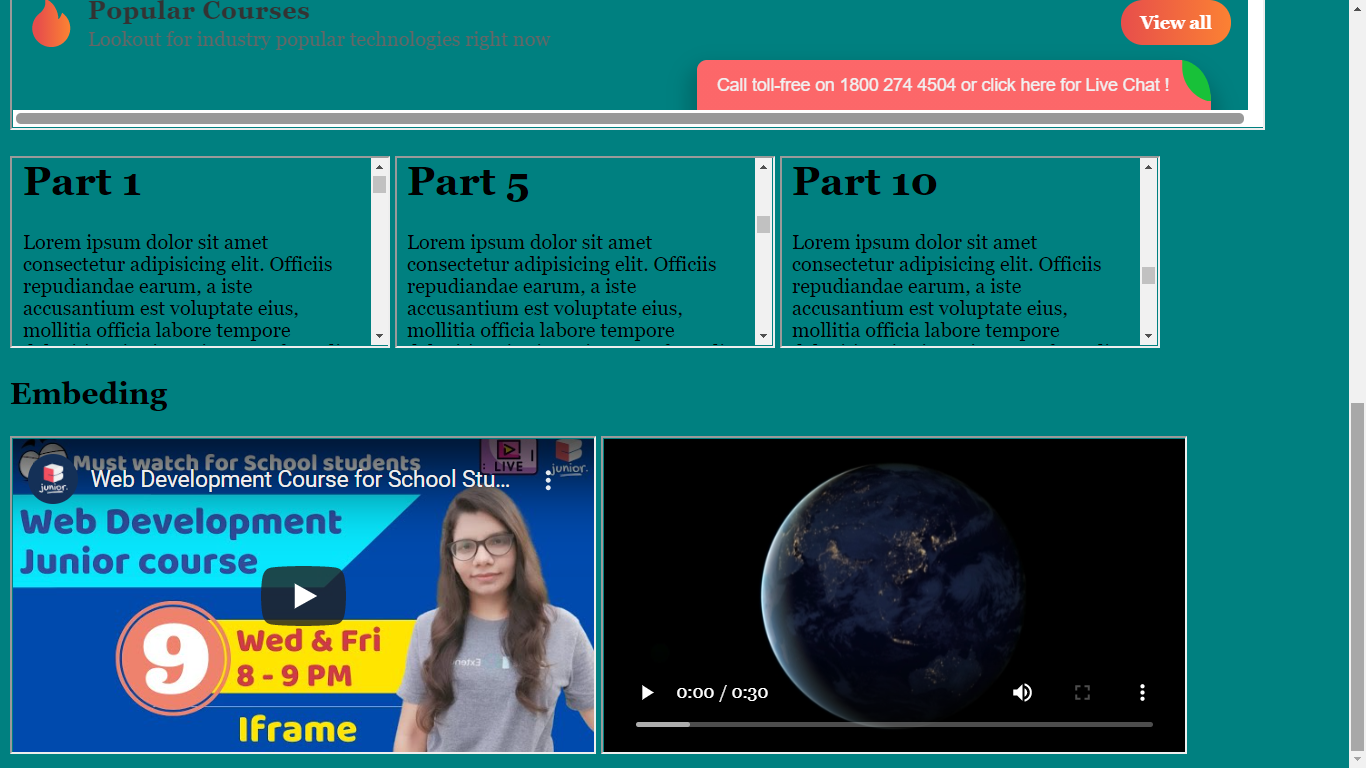 Popular Courses
Lookout for industry popular technologies right now
View all
Call toll-free on 1800 274 4504 or click here for Live Chat !
Part 1
Lorem ipsum dolor sit amet
consectetur adipisicing elit. Officiis
repudiandae earum, a iste
accusantium est voluptate eius,
mollitia officia labore tempore
Part 5
Lorem ipsum dolor sit amet
consectetur adipisicing elit. Officiis
repudiandae earum, a iste
accusantium est voluptate eius,
mollitia officia labore tempore
Part 10
Lorem ipsum dolor sit amet
consectetur adipisicing elit. Officiis
repudiandae earum, a iste
accusantium est voluptate eius,
mollitia officia labore tempore
Embeding
Must watch for School students
LIVE
junior.
junior.
Web Development Course for School Stu...
Web Development
Junior course
9
Wed & Fri
8 - 9 PM
Iframe
0:00 / 0:30